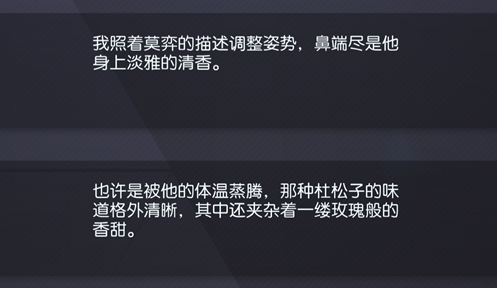 我照着莫弈的描述调整姿势，鼻端尽是他
身上淡雅的清香。
也许是被他的体温蒸腾，那种杜松子的味
道格外清晰，其中还夹杂着一缕玫瑰般的
香甜。